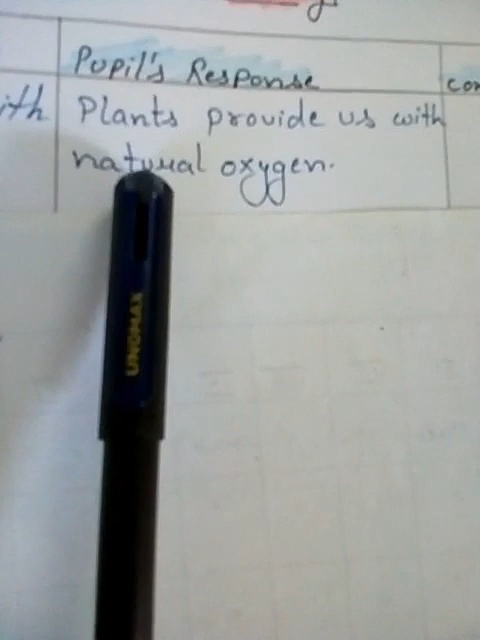 Pupil's Response
ith Plants provide us with
natural oxygen.
UNOMAX